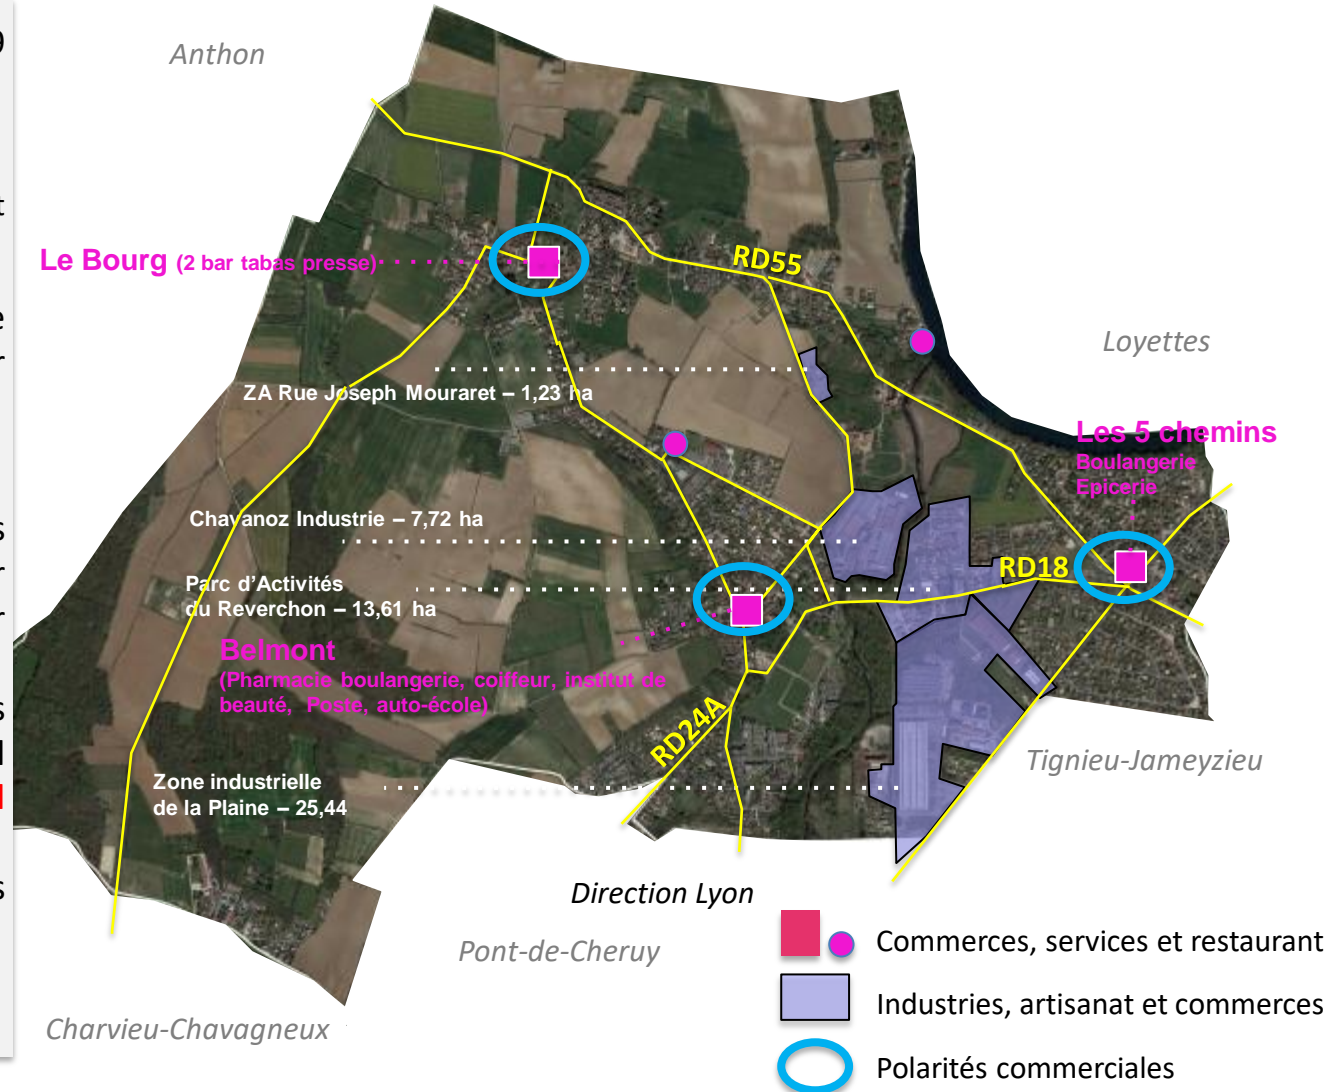 Anthon
Le Bourg (2 bar tabas presse)
RD55
Loyettes
ZA Rue Joseph Mouraret – 1,23 ha
Les 5 chemins
Boulangerie
Epicerie
Chavanoz Industrie – 7,72 ha
RD18
Parc d'Activités
du Reverchon – 13,61 ha
Belmont
(Pharmacie boulangerie, coiffeur, institut de
beauté, Poste, auto-école)
RD24A
Tignieu-Jameyzieu
Zone industrielle
de la Plaine – 25,44
Direction Lyon
Pont-de-Cheruy
Charvieu-Chavagneux
Commerces, services et restaurant
Industries, artisanat et commerces
Polarités commerciales